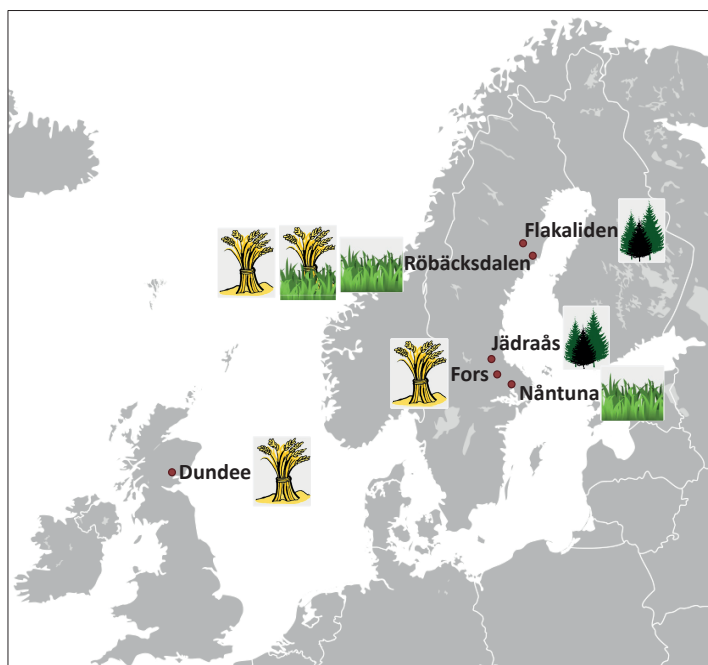 Flakaliden
Röbäcksdalen
Jädraås
Fors
Nåntuna
Dundee